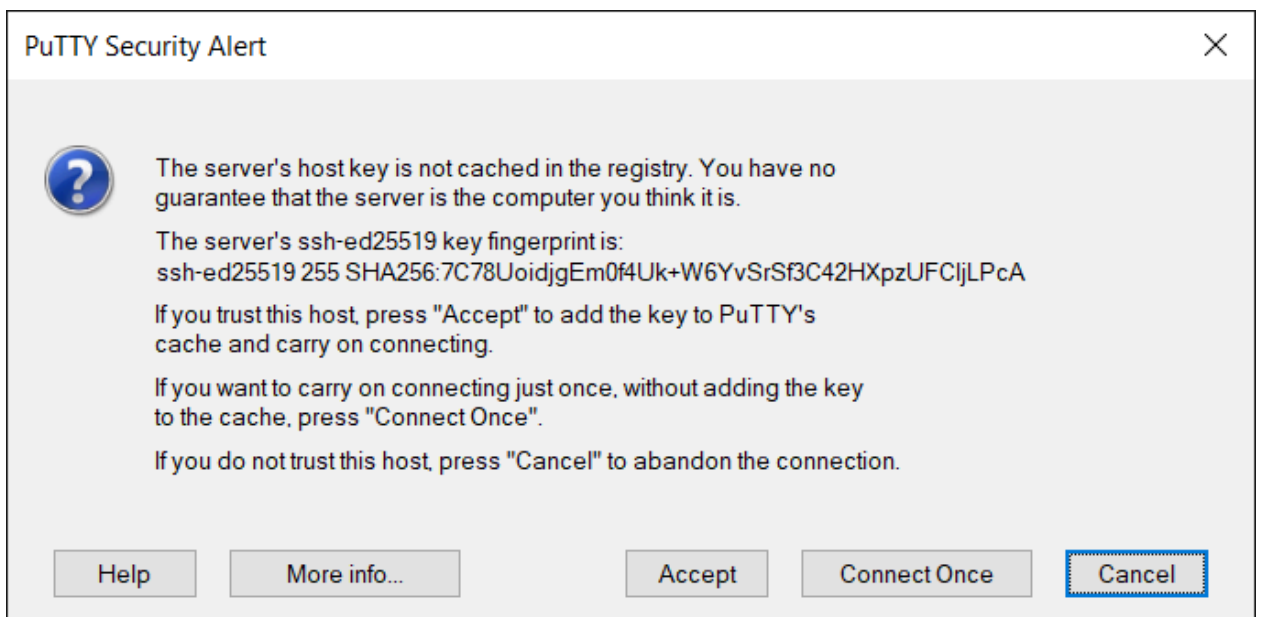 PuTTY Security Alert
The server's host key is not cached in the registry. You have no
guarantee that the server is the computer you think it is.
The server's ssh-ed25519 key fingerprint is:
ssh-ed25519 255 SHA256:7C78UoidjgEm0f4Uk+W6YvSrSf3C42HXpzUFCljLPcA
If you trust this host, press "Accept" to add the key to PuTTY's
cache and carry on connecting.
If you want to carry on connecting just once, without adding the key
to the cache, press "Connect Once".
If you do not trust this host, press "Cancel" to abandon the connection.
Help More info... Accept Connect Once Cancel